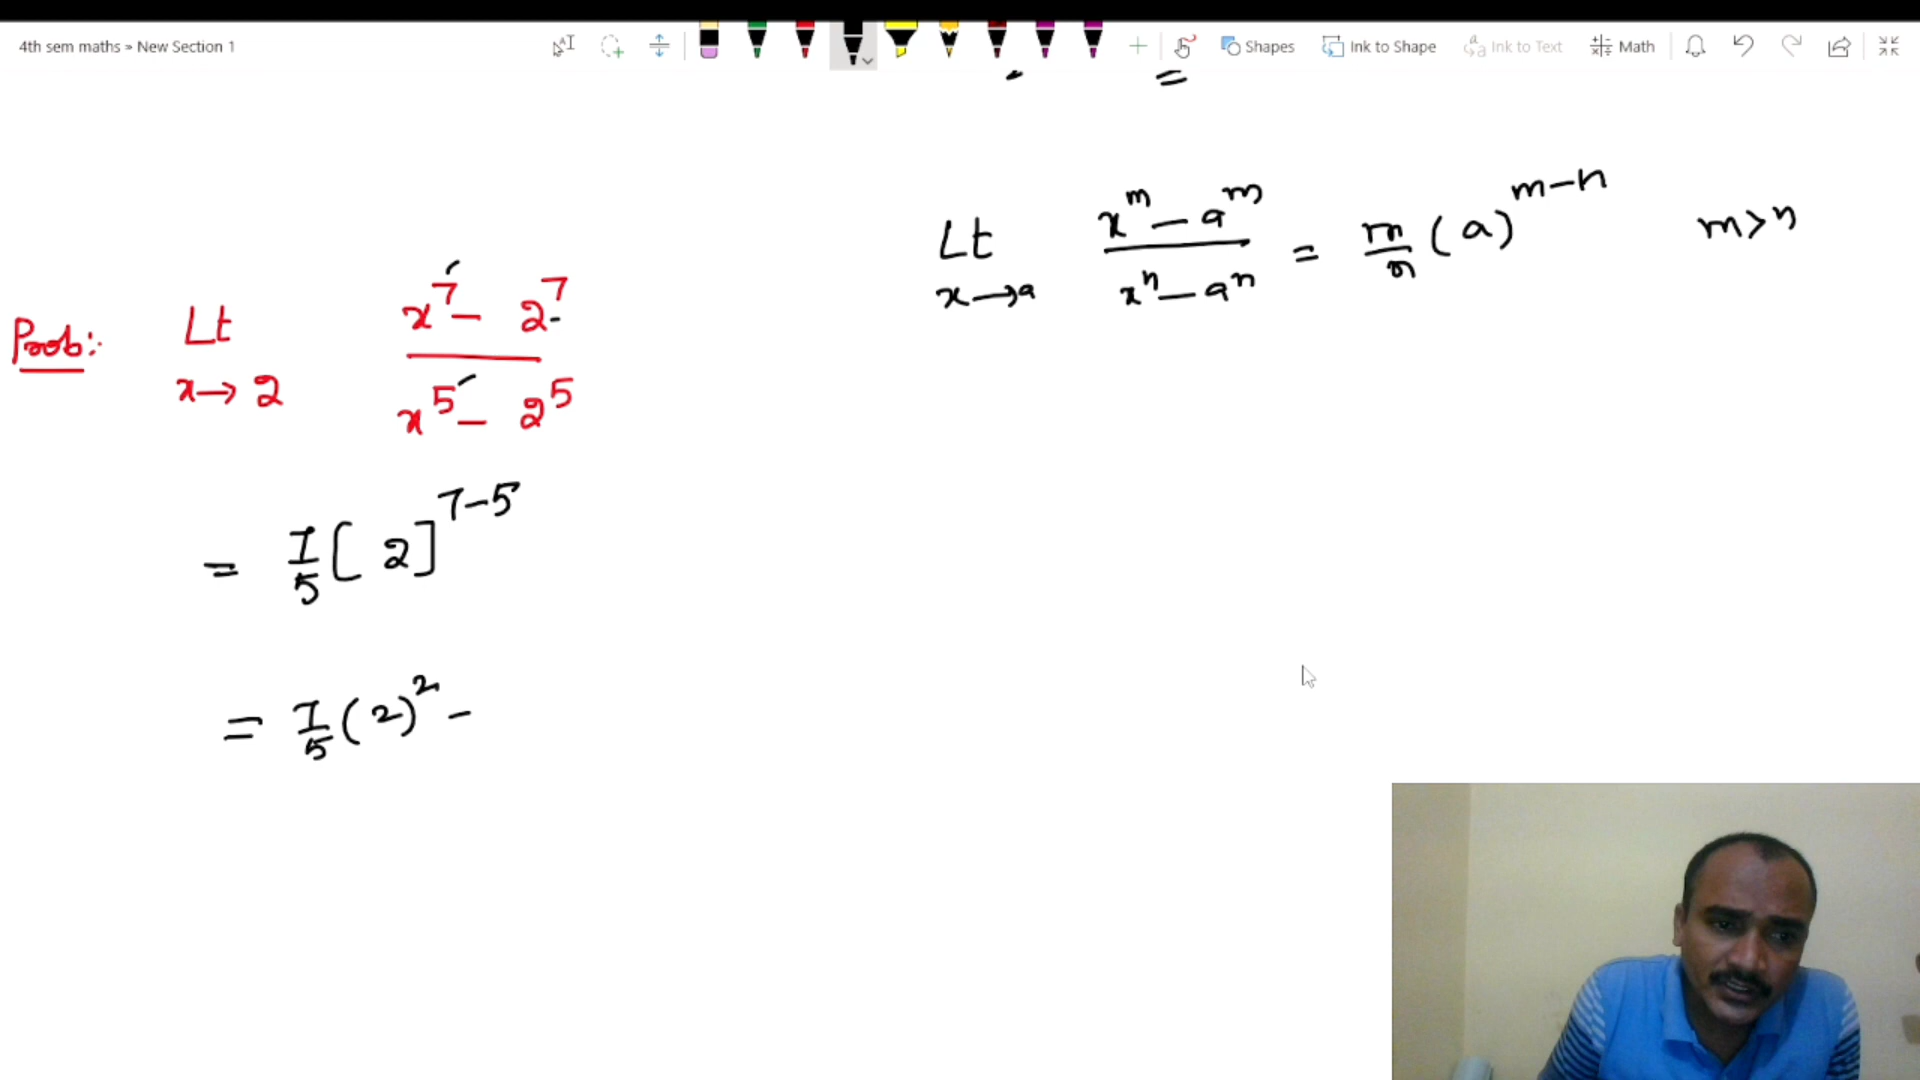 4th sem maths » New Section 1
Shapes Ink to Shape Ink to Text Math
=
Lt x→a (x^m - a^m)/(x^n - a^n) = m/n (a)^(m-n) m>n
Prob:- Lt x→2 (x^7 - 2^7)/(x^5 - 2^5)
= 7/5 [2]^(7-5)
= 7/5 (2)^2 -